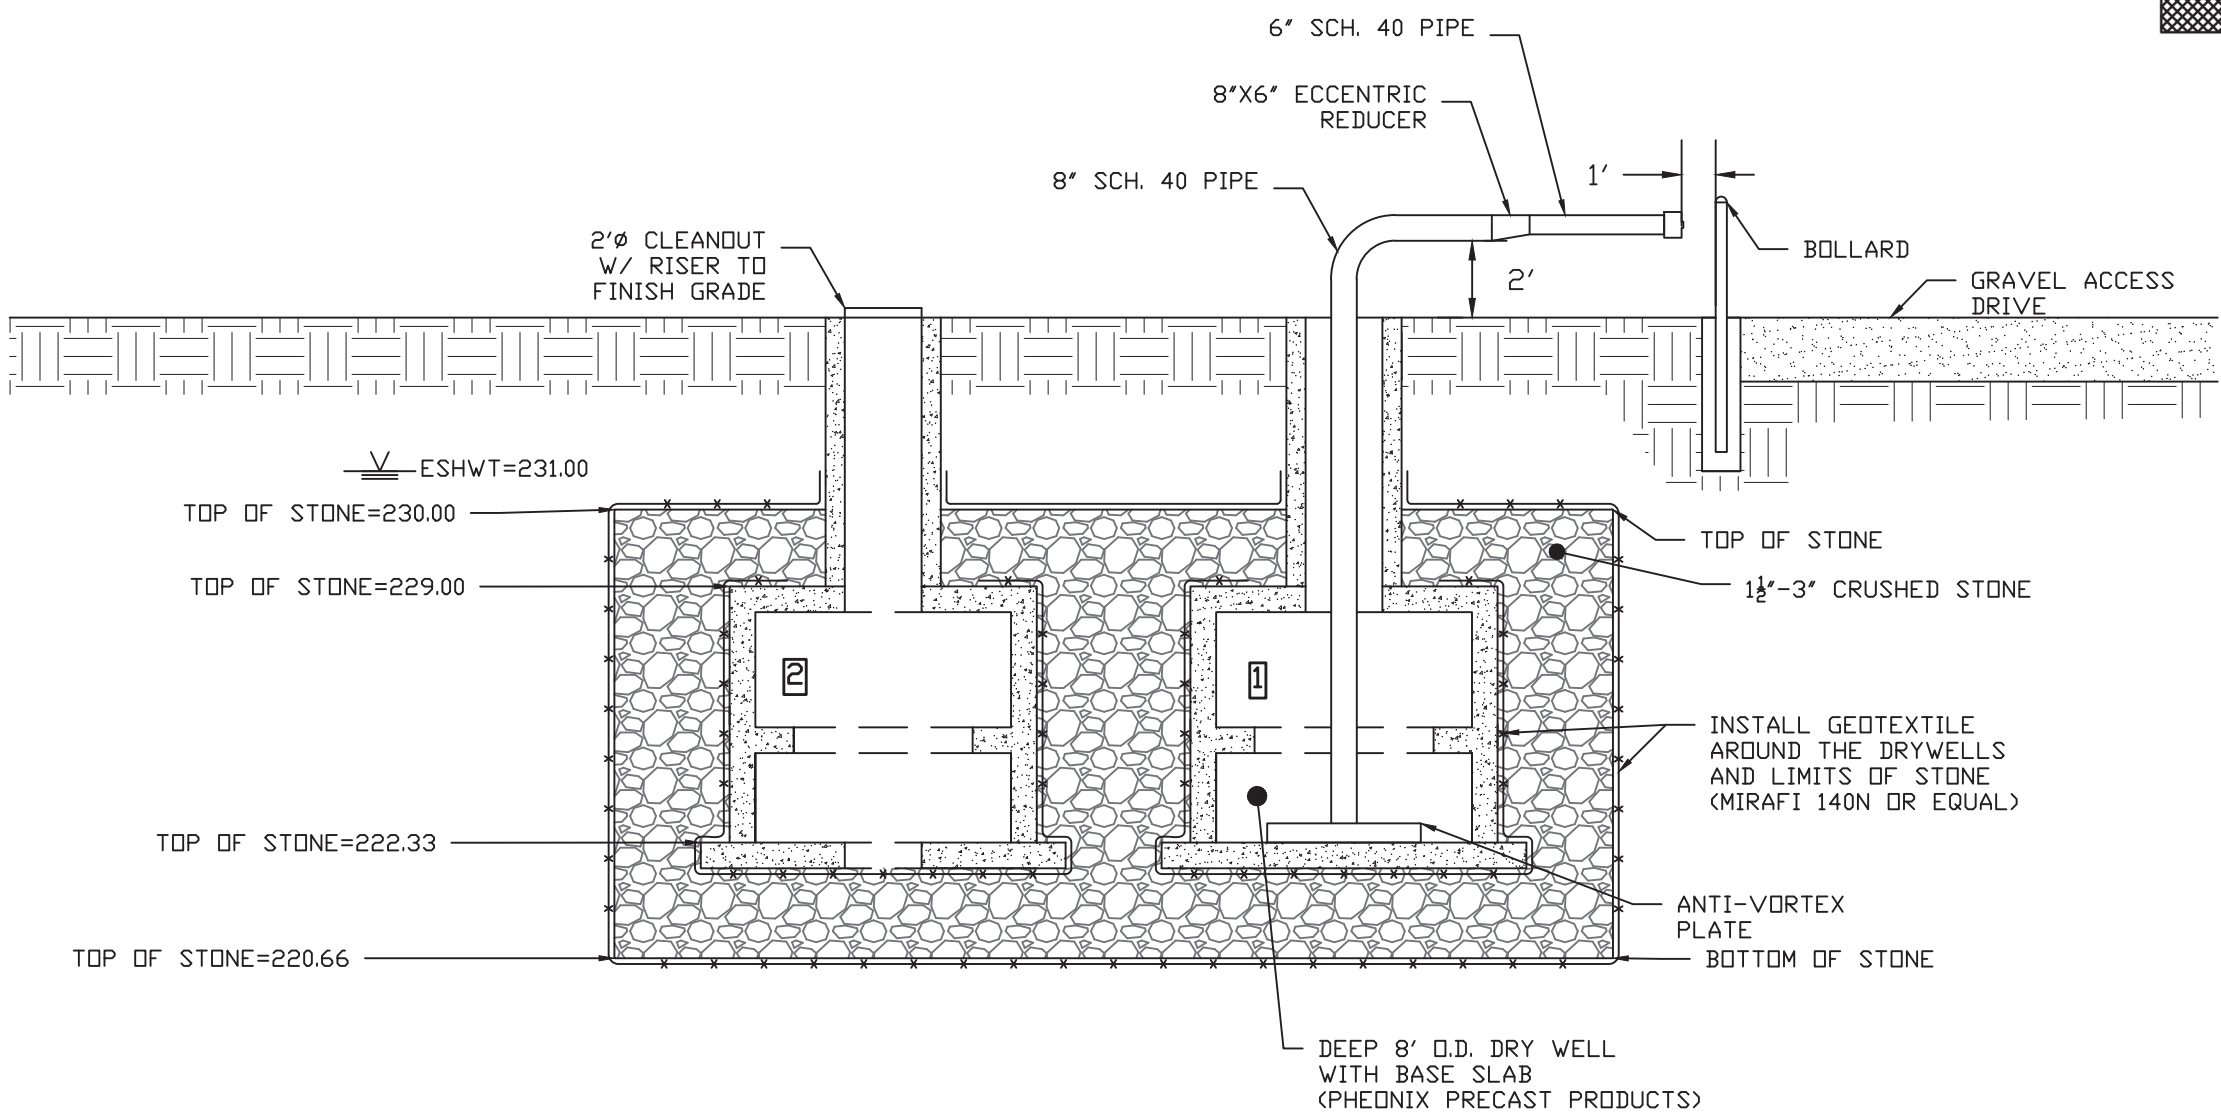 6" SCH. 40 PIPE
8"X6" ECCENTRIC
REDUCER
8" SCH. 40 PIPE
1'
2'Ø CLEANOUT
W/ RISER TO
FINISH GRADE
2'
BOLLARD
GRAVEL ACCESS
DRIVE
ESHWT=231.00
TOP OF STONE=230.00
TOP OF STONE
TOP OF STONE=229.00
1½"-3" CRUSHED STONE
2
1
INSTALL GEOTEXTILE
AROUND THE DRYWELLS
AND LIMITS OF STONE
(MIRAFI 140N OR EQUAL)
TOP OF STONE=222.33
ANTI-VORTEX
PLATE
TOP OF STONE=220.66
BOTTOM OF STONE
DEEP 8' O.D. DRY WELL
WITH BASE SLAB
(PHEONIX PRECAST PRODUCTS)